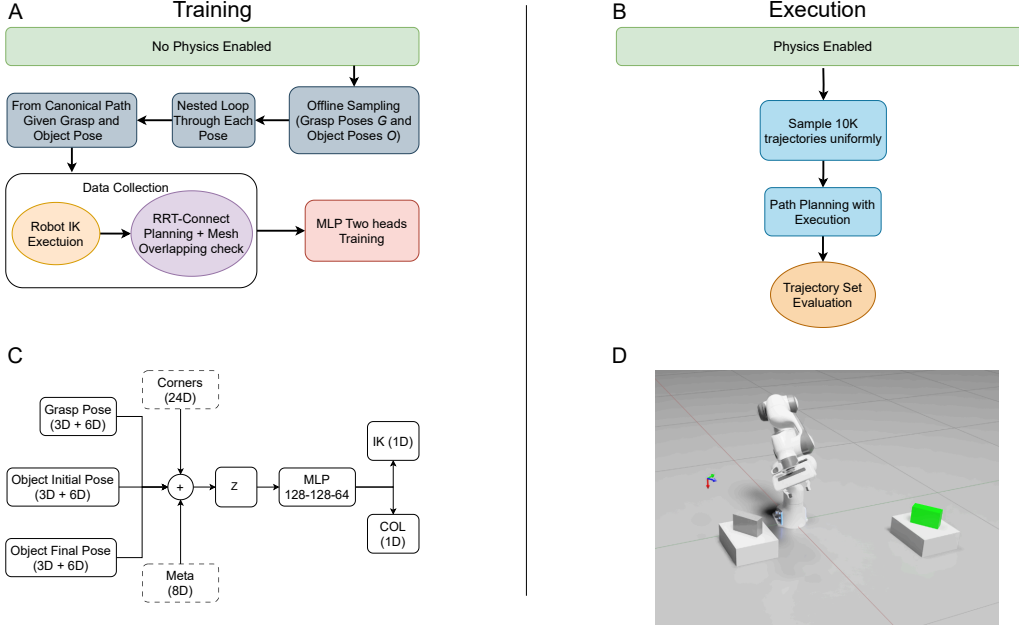 A
Training
No Physics Enabled
Offline Sampling
(Grasp Poses G and
Object Poses O)
Nested Loop
Through Each
Pose
From Canonical Path
Given Grasp and
Object Pose
Data Collection
Robot IK
Exectuion
RRT-Connect
Planning + Mesh
Overlapping check
MLP Two heads
Training
B
Execution
Physics Enabled
Sample 10K
trajectories uniformly
Path Planning with
Execution
Trajectory Set
Evaluation
C
Corners
(24D)
Grasp Pose
(3D + 6D)
Object Initial Pose
(3D + 6D)
Object Final Pose
(3D + 6D)
+
Meta
(8D)
Z
MLP
128-128-64
IK (1D)
COL
(1D)
D